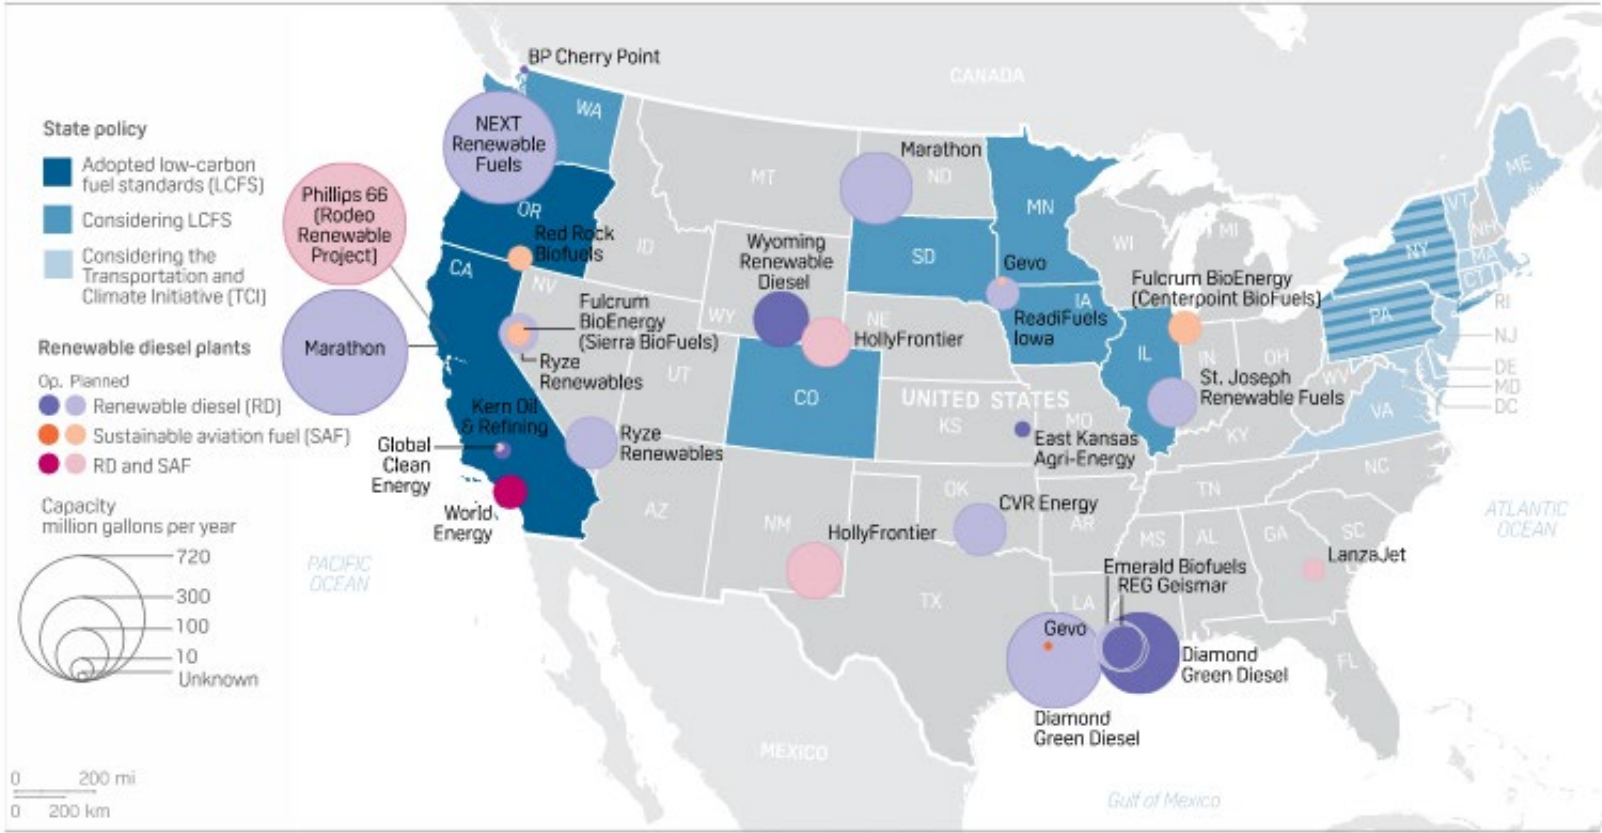 State policy
Adopted low-carbon
fuel standards (LCFS)
Considering LCFS
Considering the
Transportation and
Climate Initiative (TCI)
Renewable diesel plants
Op. Planned
Renewable diesel (RD)
Sustainable aviation fuel (SAF)
RD and SAF
Capacity
million gallons per year
720
300
100
10
Unknown
0 200 mi
0 200 km
BP Cherry Point
CANADA
WA
NEXT
Renewable
Fuels
Phillips 66
(Rodeo
Renewable
Project)
Marathon
OR
Red Rock
Biofuels
CA
NV
ID
MT
Marathon
ND
MN
WI
MI
Wyoming
Renewable
Diesel
SD
Gevo
WY
NE
IA
ReadiFuels
Iowa
HollyFrontier
Fulcrum
BioEnergy
(Sierra BioFuels)
Ryze
Renewables
UT
CO
Fulcrum BioEnergy
(Centerpoint BioFuels)
IL
IN
OH
WV
St. Joseph
Renewable Fuels
UNITED STATES
KS
MO
KY
VA
East Kansas
Agri-Energy
Kern Oil
& Refining
Global
Clean
Energy
World
Energy
Ryze
Renewables
AZ
NM
OK
CVR Energy
AR
TN
NC
HollyFrontier
MS
AL
GA
SC
LanzaJet
Emerald Biofuels
REG Geismar
TX
LA
Gevo
Diamond
Green Diesel
Diamond
Green Diesel
FL
ME
VT
NH
NY
MA
CT
RI
PA
NJ
DE
MD
DC
PACIFIC
OCEAN
ATLANTIC
OCEAN
MEXICO
Gulf of Mexico